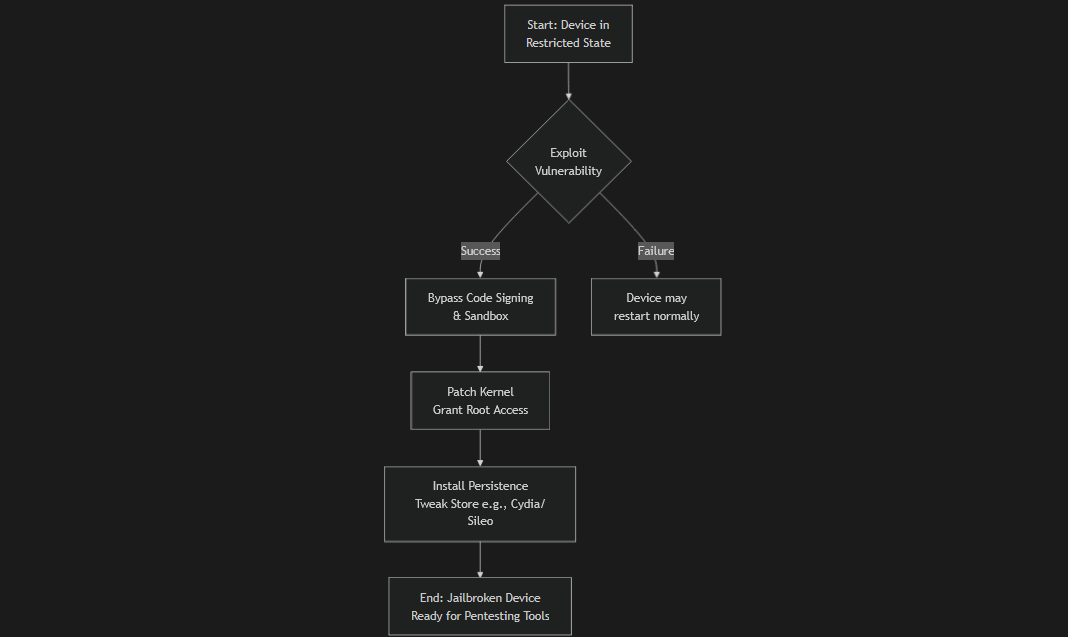 Start: Device in
Restricted State
Exploit
Vulnerability
Success
Failure
Bypass Code Signing
& Sandbox
Device may
restart normally
Patch Kernel
Grant Root Access
Install Persistence
Tweak Store e.g., Cydia/
Sileo
End: Jailbroken Device
Ready for Pentesting Tools